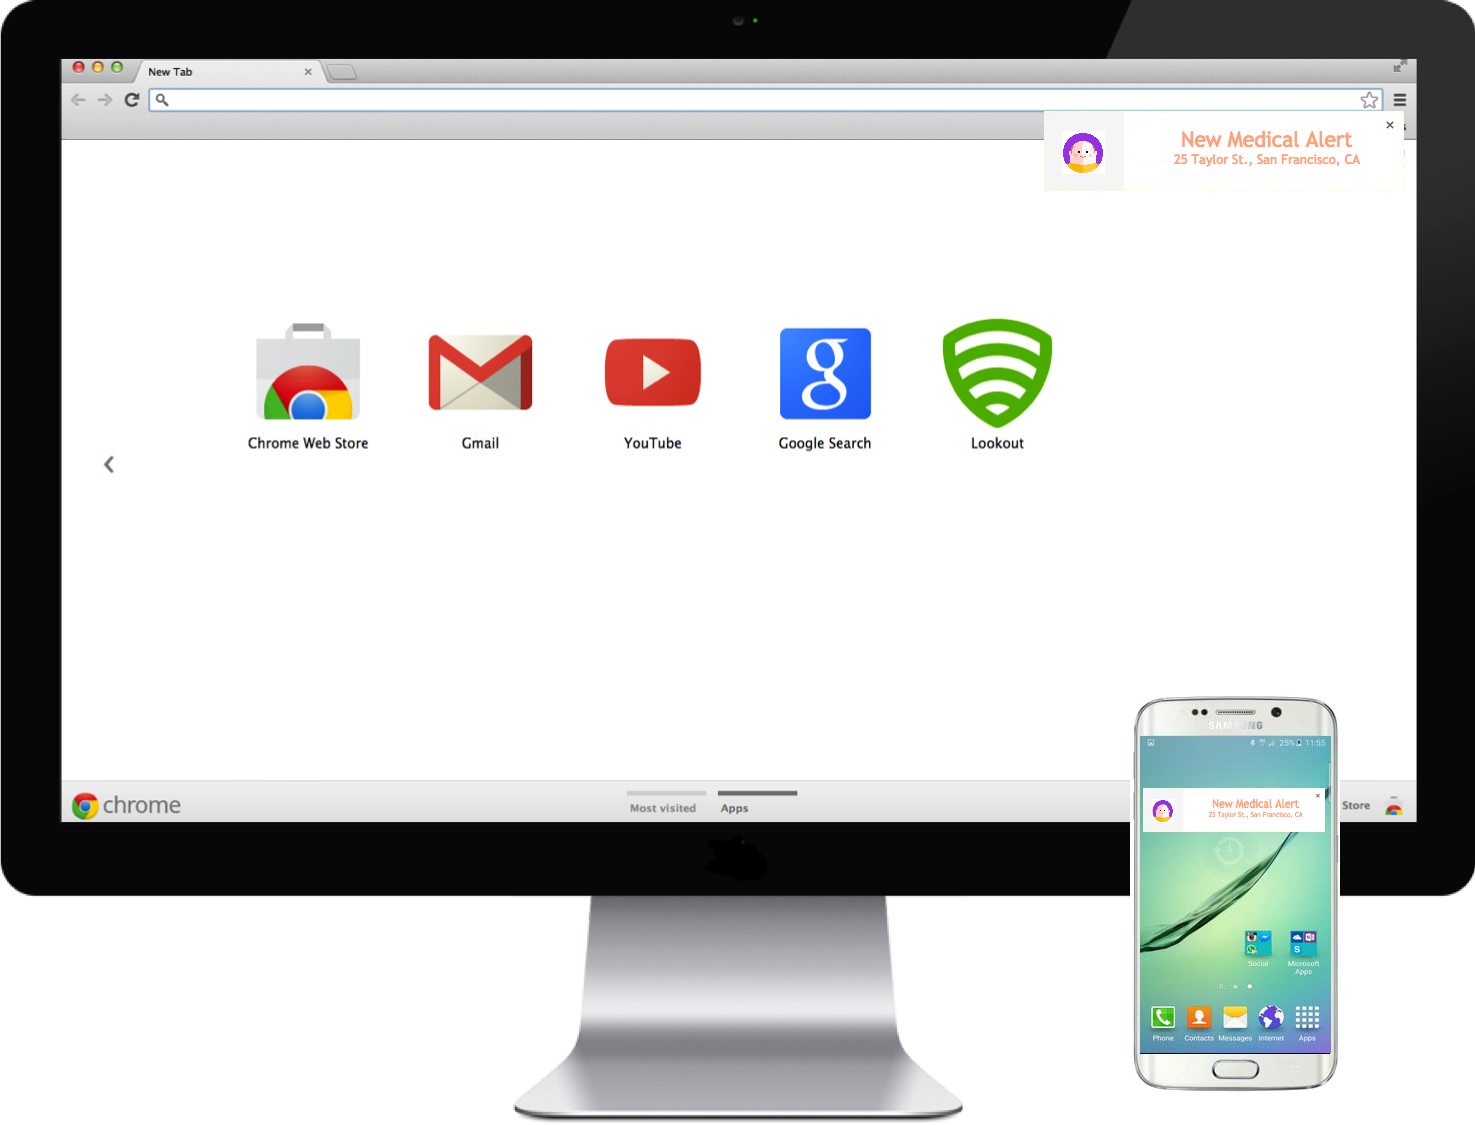 New Tab
New Medical Alert
25 Taylor St., San Francisco, CA
Chrome Web Store
Gmail
YouTube
Google Search
Lookout
chrome
Most visited
Apps
Store
SAMSUNG
25% 11:55
New Medical Alert
25 Taylor St., San Francisco, CA
Social
Microsoft
Apps
Phone
Contacts
Messages
Internet
Apps